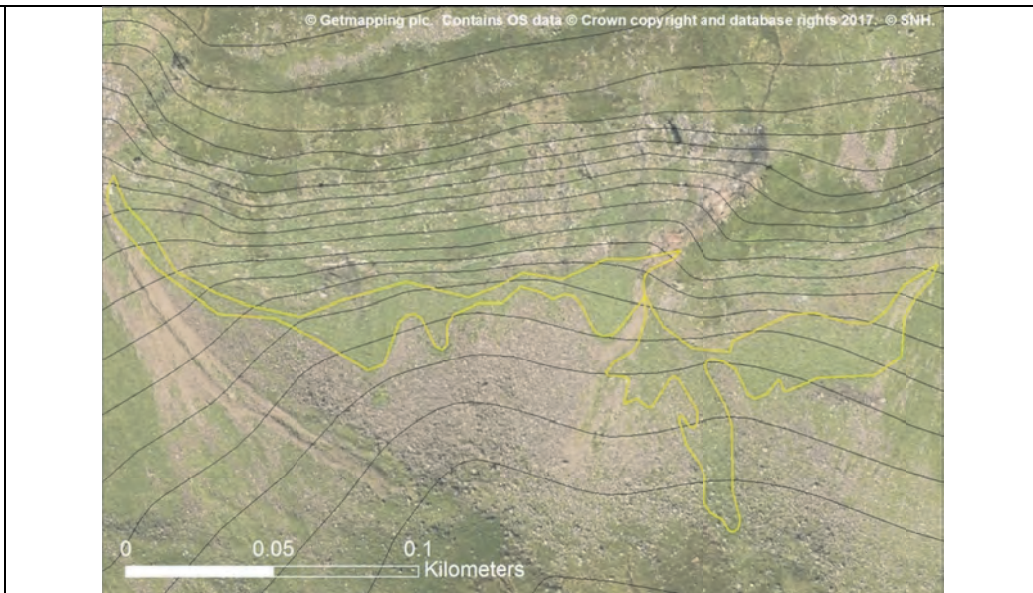 © Getmapping plc. Contains OS data © Crown copyright and database rights 2017. © SNH.
0 0.05 0.1
Kilometers